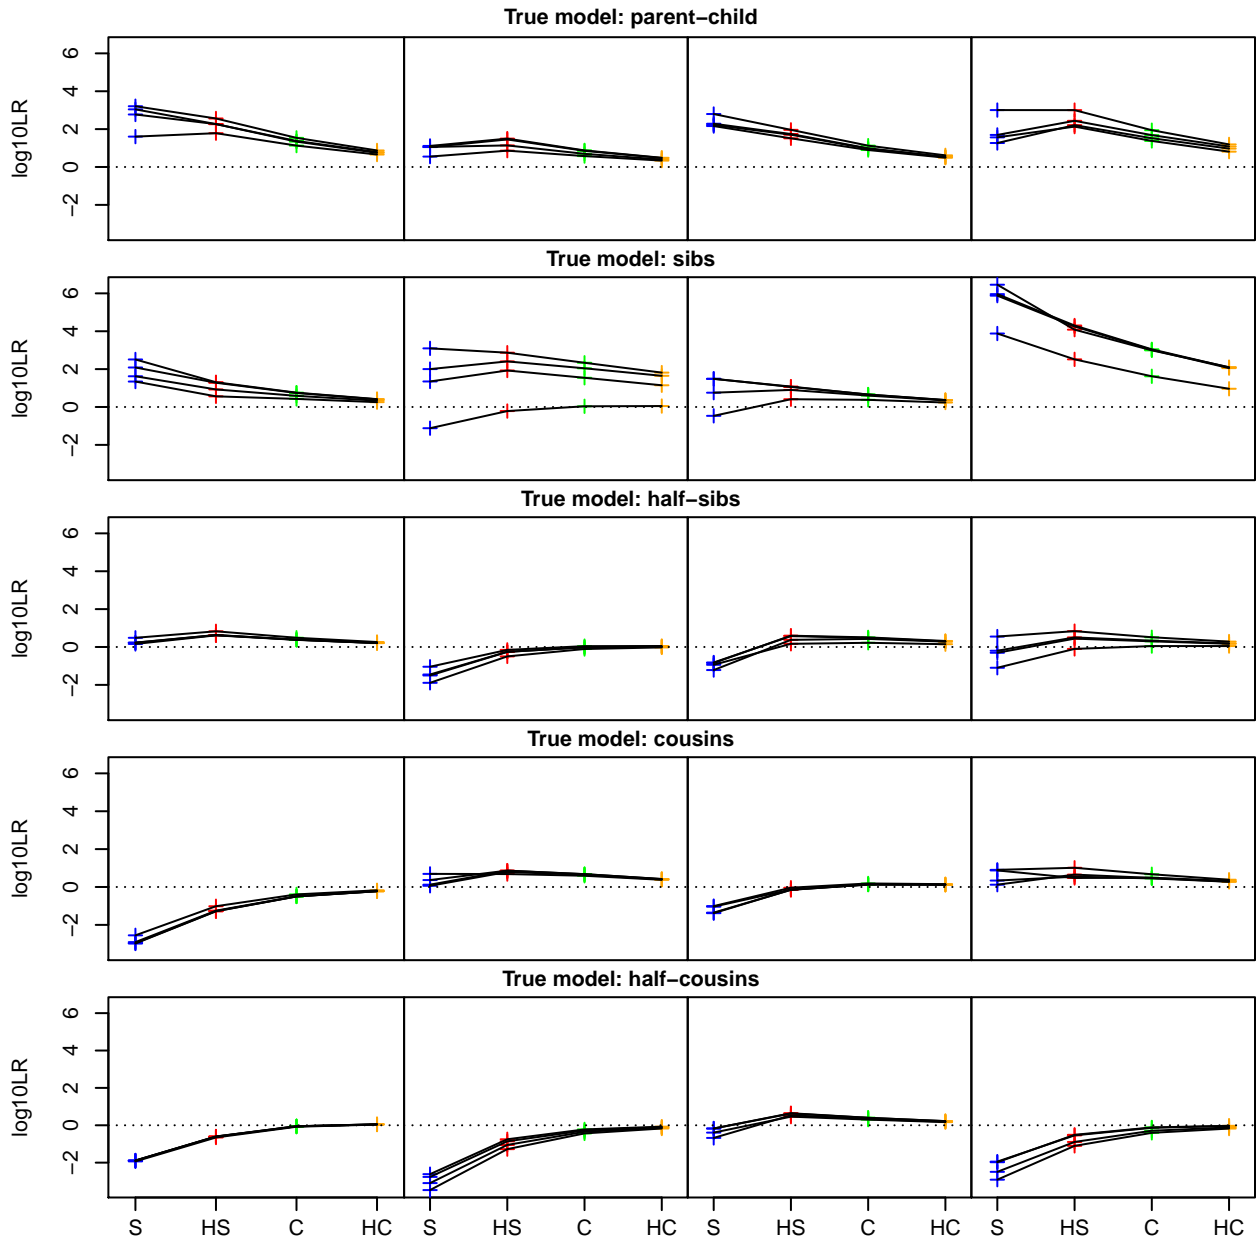 True model: parent−child
log10LR
6
4
2
0
−2
True model: sibs
log10LR
6
4
2
0
−2
True model: half−sibs
log10LR
6
4
2
0
−2
True model: cousins
log10LR
6
4
2
0
−2
True model: half−cousins
log10LR
6
4
2
0
−2
S HS C HC S HS C HC S HS C HC S HS C HC